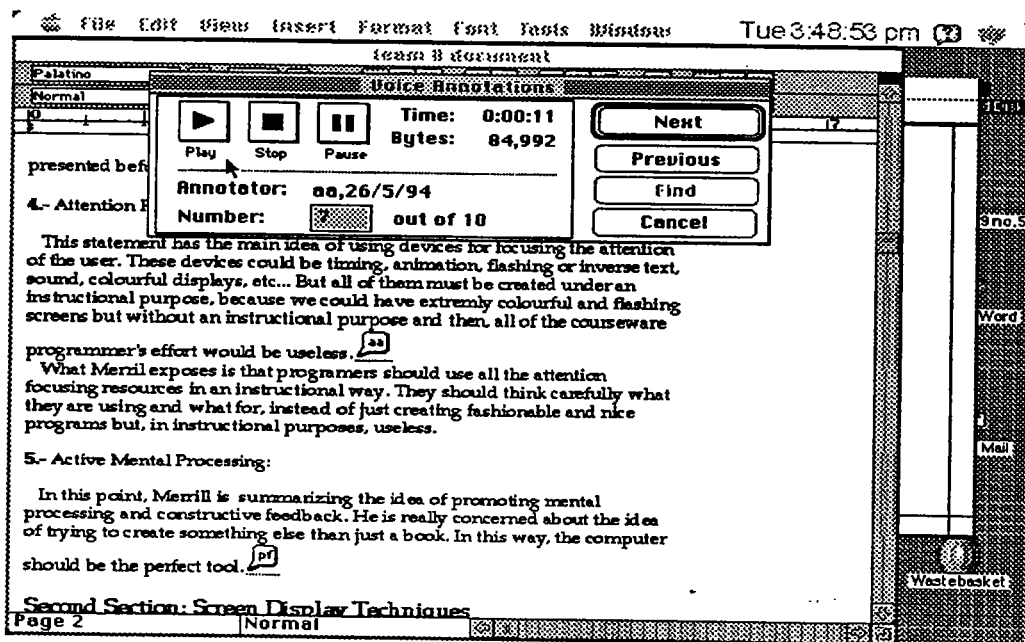 File Edit View Insert Format Font Tools Window Tue 3:48:53 pm
team B document
Palatino
Normal
Voice Annotations
Play Stop Pause
Time: 0:00:11
Bytes: 84,992
Annotator: aa,26/5/94
Number: 7 out of 10
Next
Previous
Find
Cancel
0
17
presented bef
4.- Attention F
This statement has the main idea of using devices for focusing the attention
of the user. These devices could be timing, animation, flashing or inverse text,
sound, colourful displays, etc... But all of them must be created under an
instructional purpose, because we could have extremly colourful and flashing
screens but without an instructional purpose and then, all of the courseware
programmer's effort would be useless. aa
What Merril exposes is that programers should use all the attention
focusing resources in an instructional way. They should think carefully what
they are using and what for, instead of just creating fashionable and nice
programs but, in instructional purposes, useless.
5.- Active Mental Processing:
In this point, Merrill is summarizing the idea of promoting mental
processing and constructive feedback. He is really concerned about the idea
of trying to create something else than just a book. In this way, the computer
should be the perfect tool. pf
Second Section: Screen Display Techniques
Page 2 Normal
9 no.5
Word
Mail
Wastebasket